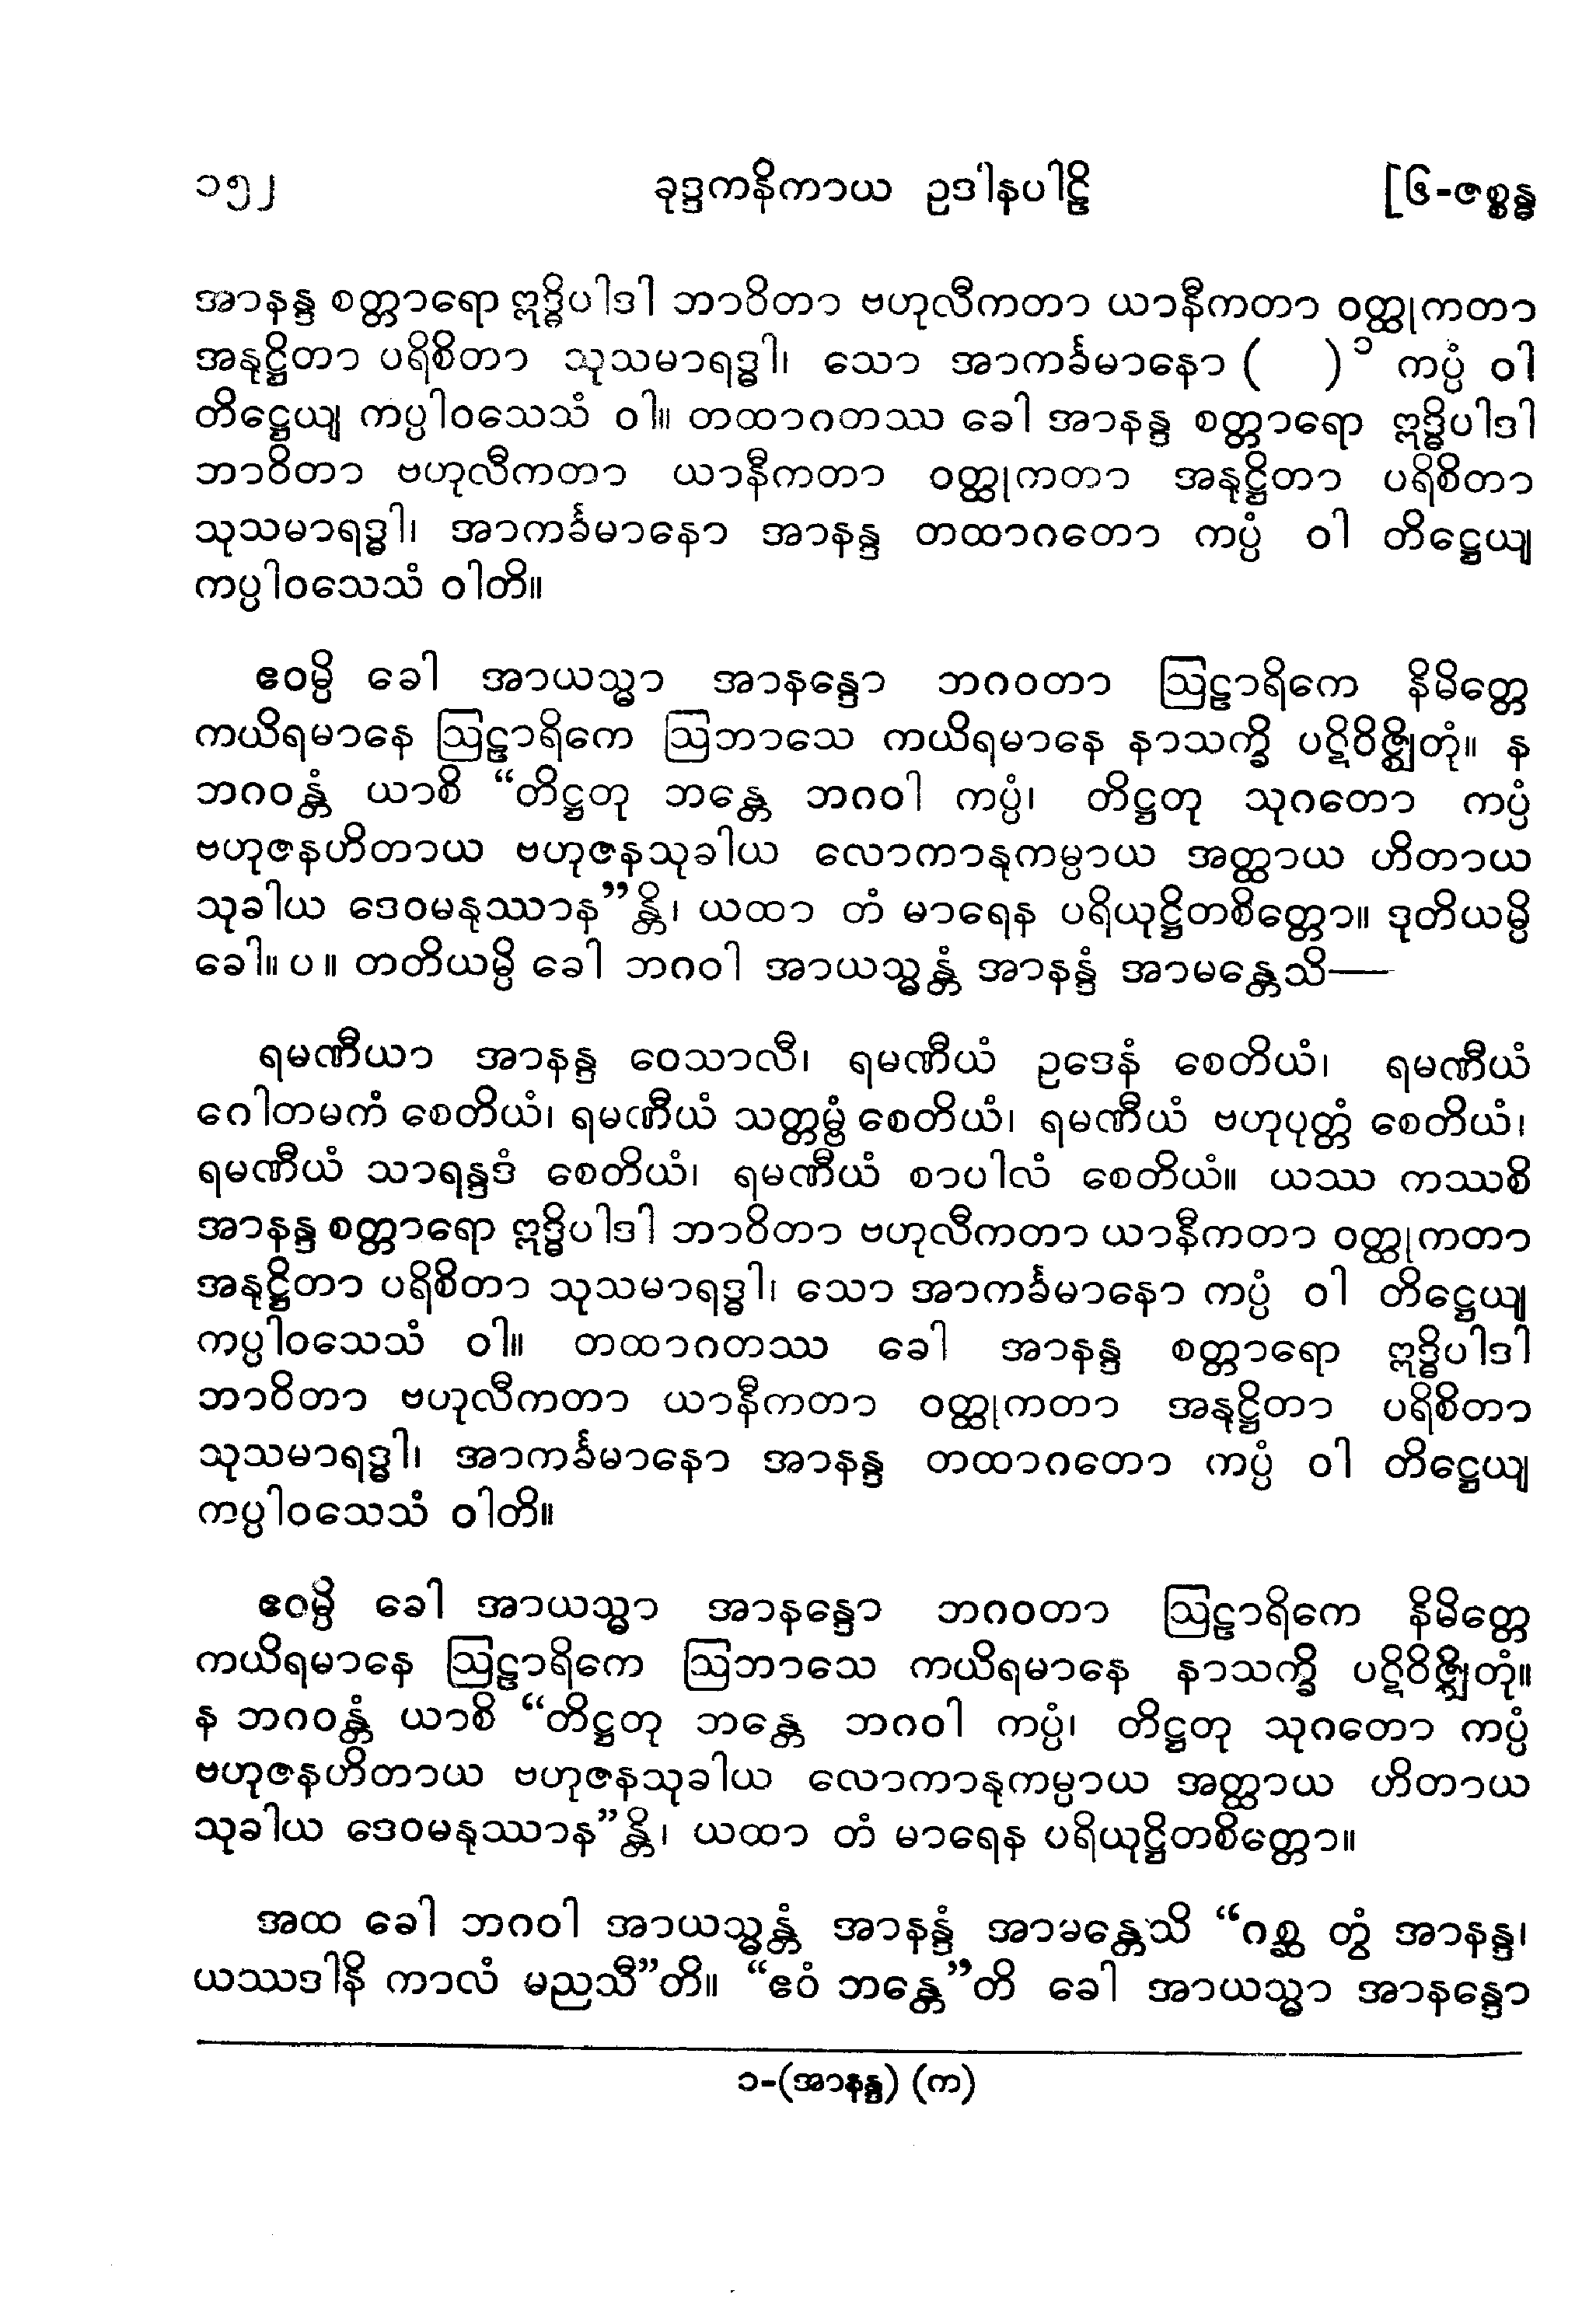 ၁၅၂ ခုဒ္ဒကနိကာယ ဥဒါနပါဠိ [၆-ဇစ္စန္ဓ
အာနန္ဒ စတ္တာရော ဣဒ္ဓိပါဒါ ဘာဝိတာ ဗဟုလီကတာ ယာနီကတာ ဝတ္ထုကတာ
အနုဋ္ဌိတာ ပရိစိတာ သုသမာရဒ္ဓါ၊ သော အာကင်္ခမာနော ( )၁ ကပ္ပံ ဝါ
တိဋ္ဌေယျ ကပ္ပါဝသေသံ ဝါ။ တထာဂတဿ ခေါ အာနန္ဒ စတ္တာရော ဣဒ္ဓိပါဒါ
ဘာဝိတာ ဗဟုလီကတာ ယာနီကတာ ဝတ္ထုကတာ အနုဋ္ဌိတာ ပရိစိတာ
သုသမာရဒ္ဓါ၊ အာကင်္ခမာနော အာနန္ဒ တထာဂတော ကပ္ပံ ဝါ တိဋ္ဌေယျ
ကပ္ပါဝသေသံ ဝါတိ။
ဧဝမ္ပိ ခေါ အာယသ္မာ အာနန္ဒော ဘဂဝတာ ဩဠာရိကေ နိမိတ္တေ
ကယိရမာနေ ဩဠာရိကေ ဩဘာသေ ကယိရမာနေ နာသက္ခိ ပဋိဝိဇ္ဈိတုံ။ န
ဘဂဝန္တံ ယာစိ “တိဋ္ဌတု ဘန္တေ ဘဂဝါ ကပ္ပံ၊ တိဋ္ဌတု သုဂတော ကပ္ပံ
ဗဟုဇနဟိတာယ ဗဟုဇနသုခါယ လောကာနုကမ္ပာယ အတ္ထာယ ဟိတာယ
သုခါယ ဒေဝမနုဿာန”န္တိ၊ ယထာ တံ မာရေန ပရိယုဋ္ဌိတစိတ္တော။ ဒုတိယမ္ပိ
ခေါ။ ပ ။ တတိယမ္ပိ ခေါ ဘဂဝါ အာယသ္မန္တံ အာနန္ဒံ အာမန္တေသိ—
ရမဏီယာ အာနန္ဒ ဝေသာလီ၊ ရမဏီယံ ဥဒေနံ စေတိယံ၊ ရမဏီယံ
ဂေါတမကံ စေတိယံ၊ ရမဏီယံ သတ္တမ္ဗံ စေတိယံ၊ ရမဏီယံ ဗဟုပုတ္တံ စေတိယံ၊
ရမဏီယံ သာရန္ဒဒံ စေတိယံ၊ ရမဏီယံ စာပါလံ စေတိယံ။ ယဿ ကဿစိ
အာနန္ဒ စတ္တာရော ဣဒ္ဓိပါဒါ ဘာဝိတာ ဗဟုလီကတာ ယာနီကတာ ဝတ္ထုကတာ
အနုဋ္ဌိတာ ပရိစိတာ သုသမာရဒ္ဓါ၊ သော အာကင်္ခမာနော ကပ္ပံ ဝါ တိဋ္ဌေယျ
ကပ္ပါဝသေသံ ဝါ။ တထာဂတဿ ခေါ အာနန္ဒ စတ္တာရော ဣဒ္ဓိပါဒါ
ဘာဝိတာ ဗဟုလီကတာ ယာနီကတာ ဝတ္ထုကတာ အနုဋ္ဌိတာ ပရိစိတာ
သုသမာရဒ္ဓါ၊ အာကင်္ခမာနော အာနန္ဒ တထာဂတော ကပ္ပံ ဝါ တိဋ္ဌေယျ
ကပ္ပါဝသေသံ ဝါတိ။
ဧဝမ္ပိ ခေါ အာယသ္မာ အာနန္ဒော ဘဂဝတာ ဩဠာရိကေ နိမိတ္တေ
ကယိရမာနေ ဩဠာရိကေ ဩဘာသေ ကယိရမာနေ နာသက္ခိ ပဋိဝိဇ္ဈိတုံ။
န ဘဂဝန္တံ ယာစိ “တိဋ္ဌတု ဘန္တေ ဘဂဝါ ကပ္ပံ၊ တိဋ္ဌတု သုဂတော ကပ္ပံ
ဗဟုဇနဟိတာယ ဗဟုဇနသုခါယ လောကာနုကမ္ပာယ အတ္ထာယ ဟိတာယ
သုခါယ ဒေဝမနုဿာန”န္တိ၊ ယထာ တံ မာရေန ပရိယုဋ္ဌိတစိတ္တော။
အထ ခေါ ဘဂဝါ အာယသ္မန္တံ အာနန္ဒံ အာမန္တေသိ “ဂစ္ဆ တွံ အာနန္ဒ၊
ယဿဒါနိ ကာလံ မညသီ”တိ။ “ဧဝံ ဘန္တေ”တိ ခေါ အာယသ္မာ အာနန္ဒော
၁-(အာနန္ဒ) (က)